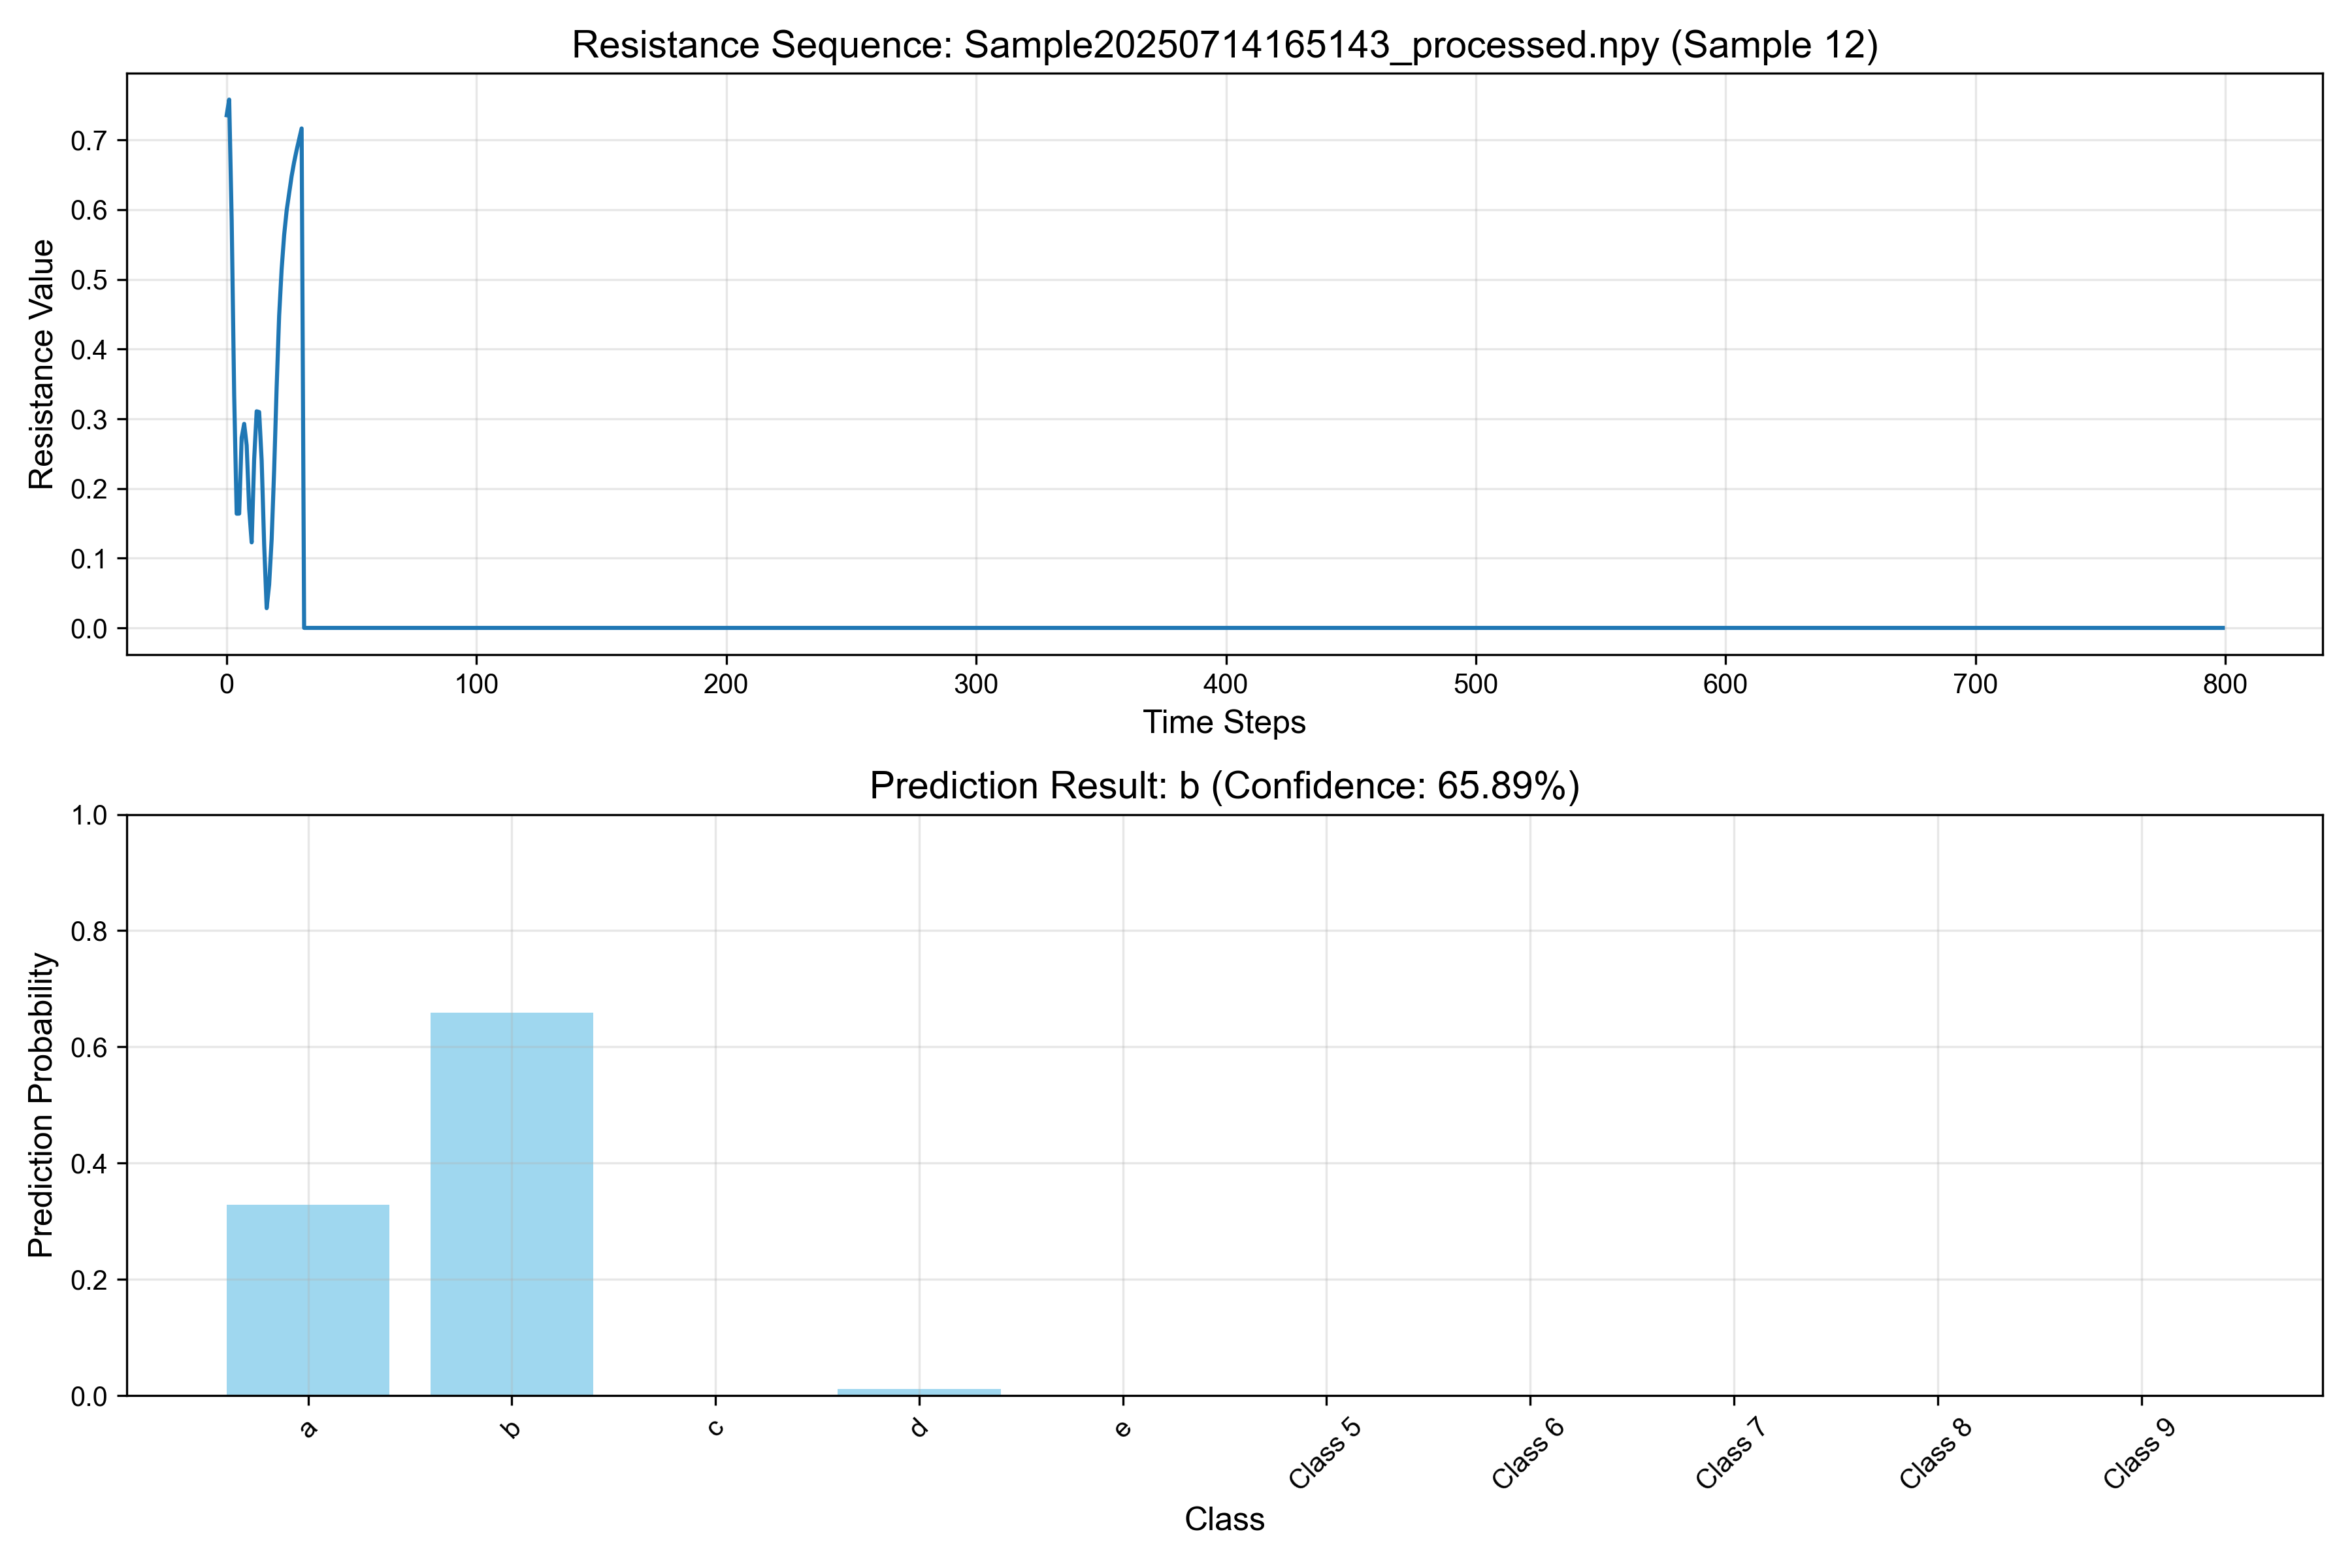 Resistance Sequence: Sample20250714165143_processed.npy (Sample 12)
Resistance Value
0.7
0.6
0.5
0.4
0.3
0.2
0.1
0.0
0 100 200 300 400 500 600 700 800
Time Steps
Prediction Result: b (Confidence: 65.89%)
Prediction Probability
1.0
0.8
0.6
0.4
0.2
0.0
a b c d e Class 5 Class 6 Class 7 Class 8 Class 9
Class